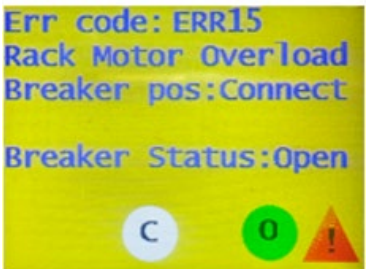 Err code: ERR15
Rack Motor Overload
Breaker pos:Connect
Breaker Status:Open
C O !